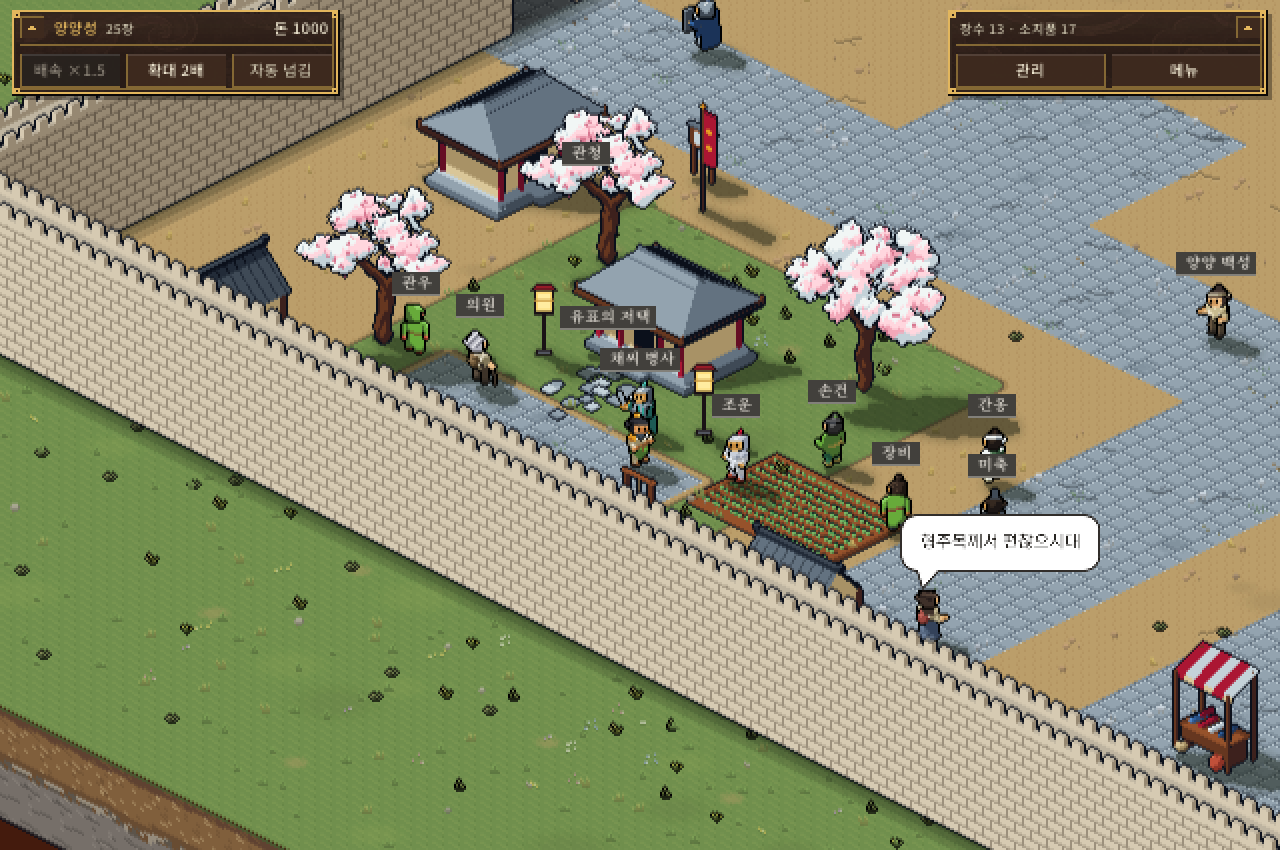 양양성 25장 돈 1000
배속 ×1.5 확대 2배 자동 넘김
장수 13 · 소지품 17
관리 메뉴
관청
양양 백성
관우
의원
유표의 저택
채씨 병사
손건
조운
간옹
장비
미축
형주목께서 편찮으시대